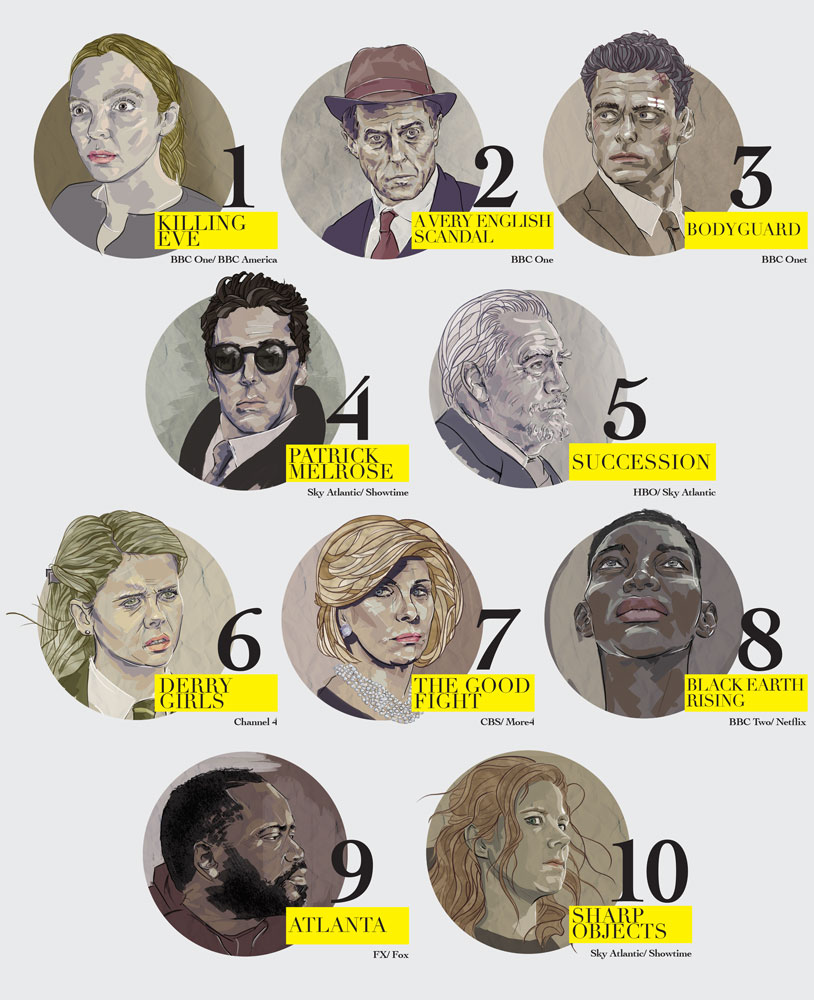 1
KILLING
EVE
BBC One/ BBC America
2
A VERY ENGLISH
SCANDAL
BBC One
3
BODYGUARD
BBC Onet
4
PATRICK
MELROSE
Sky Atlantic/ Showtime
5
SUCCESSION
HBO/ Sky Atlantic
6
DERRY
GIRLS
Channel 4
7
THE GOOD
FIGHT
CBS/ More4
8
BLACK EARTH
RISING
BBC Two/ Netflix
9
ATLANTA
FX/ Fox
10
SHARP
OBJECTS
Sky Atlantic/ Showtime